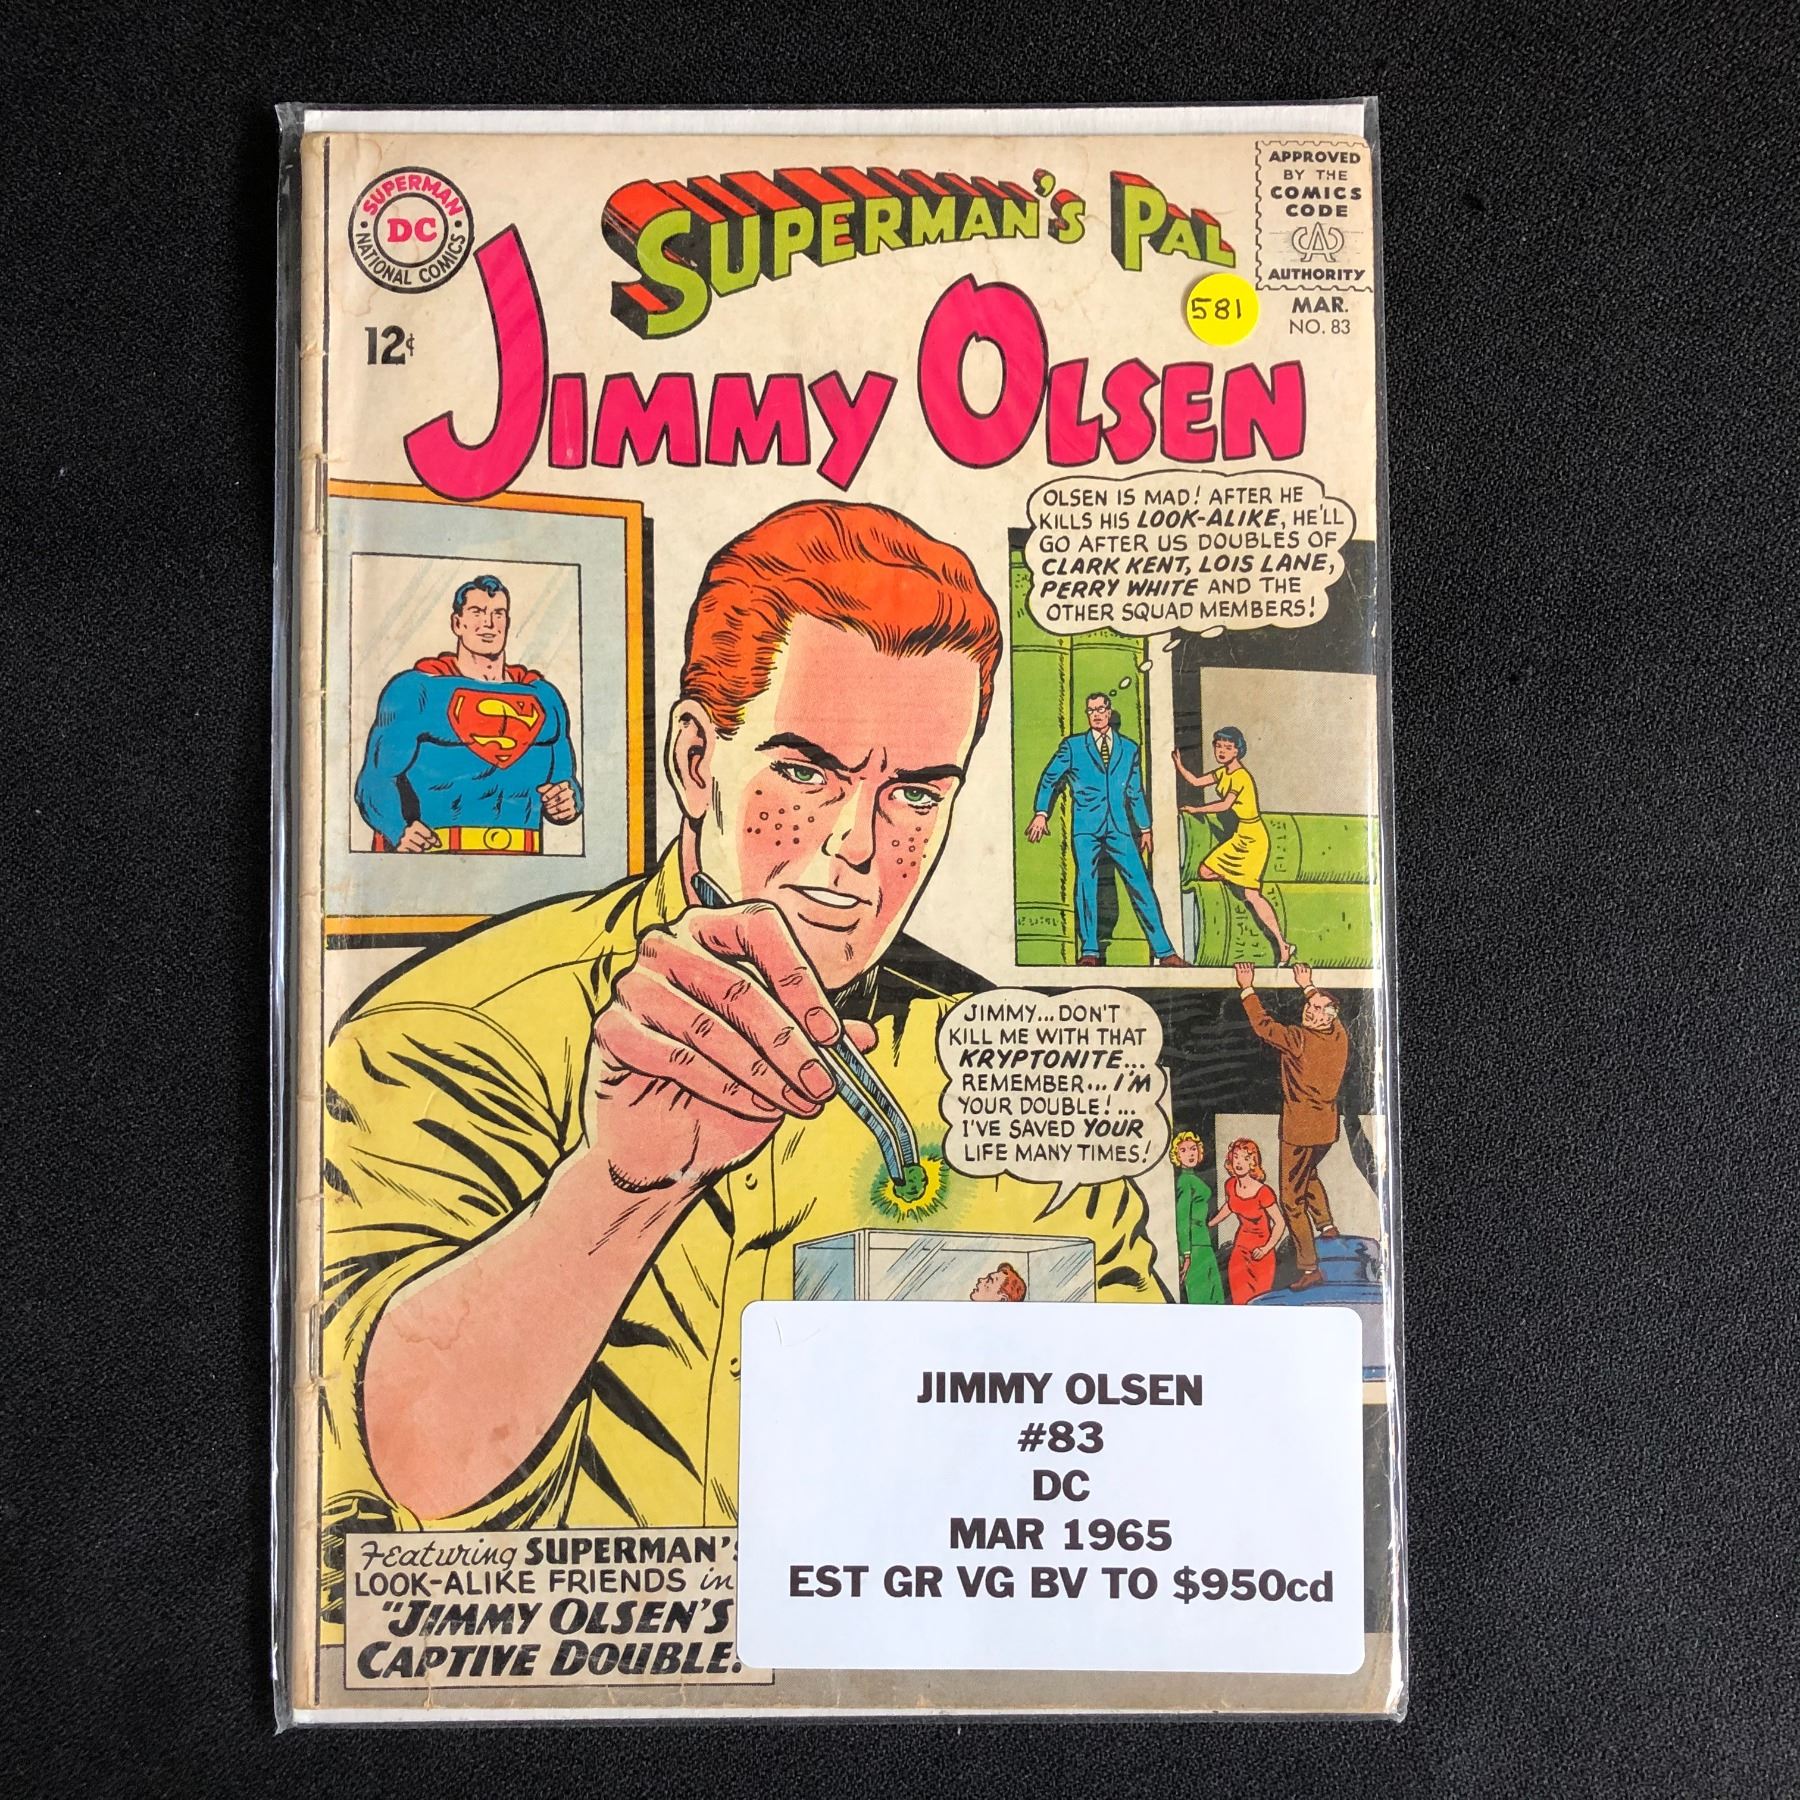 SUPERMAN
DC
NATIONAL COMICS
SUPERMAN'S PAL
JIMMY OLSEN
12¢
APPROVED
BY THE
COMICS
CODE
CA
AUTHORITY
581
MAR.
NO. 83
OLSEN IS MAD! AFTER HE
KILLS HIS LOOK-ALIKE, HE'LL
GO AFTER US DOUBLES OF
CLARK KENT, LOIS LANE,
PERRY WHITE AND THE
OTHER SQUAD MEMBERS!
S
JIMMY...DON'T
KILL ME WITH THAT
KRYPTONITE...
REMEMBER... I'M
YOUR DOUBLE!...
I'VE SAVED YOUR
LIFE MANY TIMES!
Featuring SUPERMAN'S
LOOK-ALIKE FRIENDS in
"JIMMY OLSEN'S
CAPTIVE DOUBLE!
JIMMY OLSEN
#83
DC
MAR 1965
EST GR VG BV TO $950cd